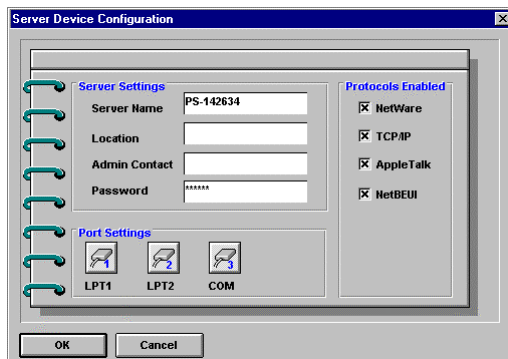 Server Device Configuration
Server Settings
Server Name PS-142634
Location
Admin Contact
Password ******
Protocols Enabled
NetWare
TCP/IP
AppleTalk
NetBEUI
Port Settings
1 2 3
LPT1 LPT2 COM
OK Cancel